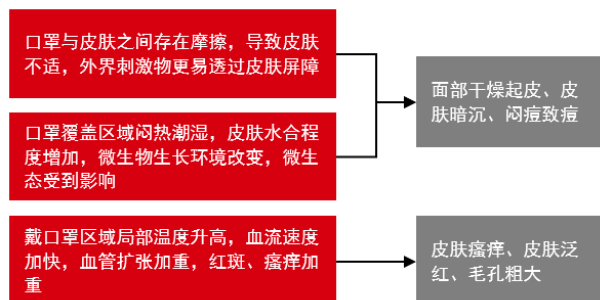 口罩与皮肤之间存在摩擦，导致皮肤
不适，外界刺激物更易透过皮肤屏障
面部干燥起皮、皮
肤暗沉、闷痘致痘
口罩覆盖区域闷热潮湿，皮肤水合程
度增加，微生物生长环境改变，微生
态受到影响
戴口罩区域局部温度升高，血流速度
加快，血管扩张加重，红斑、瘙痒加
重
皮肤瘙痒、皮肤泛
红、毛孔粗大